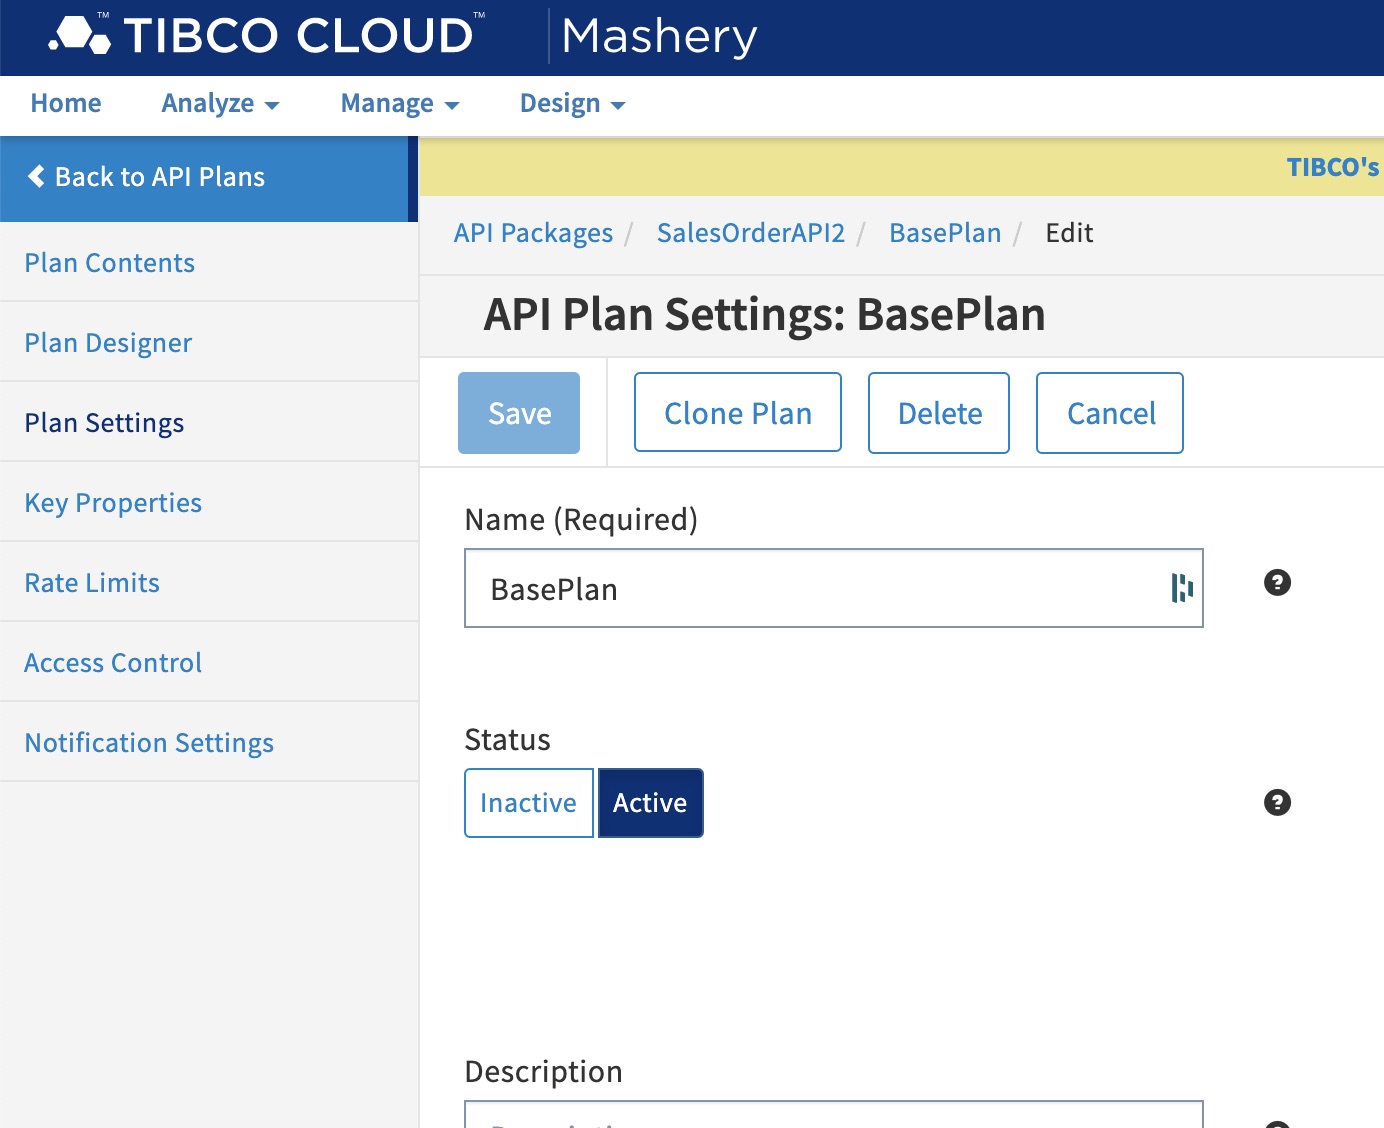 TIBCO CLOUD™ Mashery
Home Analyze Manage Design
Back to API Plans
TIBCO's
API Packages / SalesOrderAPI2 / BasePlan / Edit
Plan Contents
Plan Designer
Plan Settings
Key Properties
Rate Limits
Access Control
Notification Settings
API Plan Settings: BasePlan
Save Clone Plan Delete Cancel
Name (Required)
BasePlan
Status
Inactive Active
Description